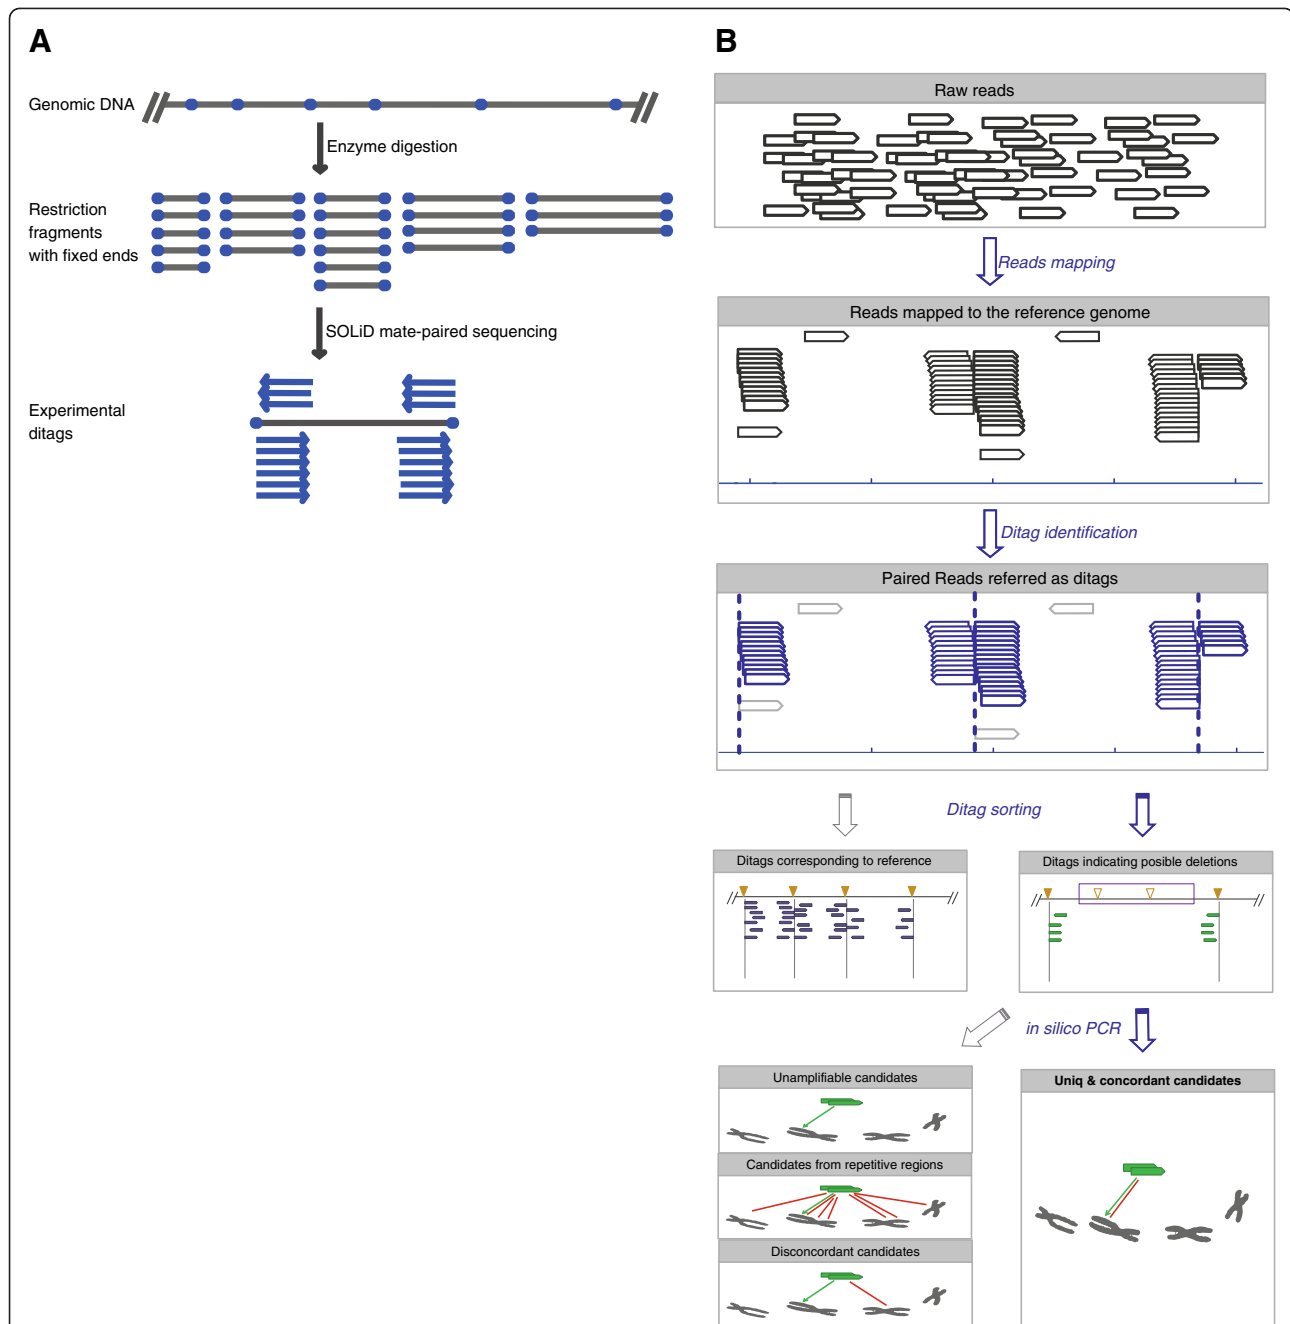 A
Genomic DNA
Enzyme digestion
Restriction
fragments
with fixed ends
SOLiD mate-paired sequencing
Experimental
ditags
B
Raw reads
Reads mapping
Reads mapped to the reference genome
Ditag identification
Paired Reads referred as ditags
Ditag sorting
Ditags corresponding to reference
Ditags indicating posible deletions
in silico PCR
Unamplifiable candidates
Candidates from repetitive regions
Disconcordant candidates
Uniq & concordant candidates